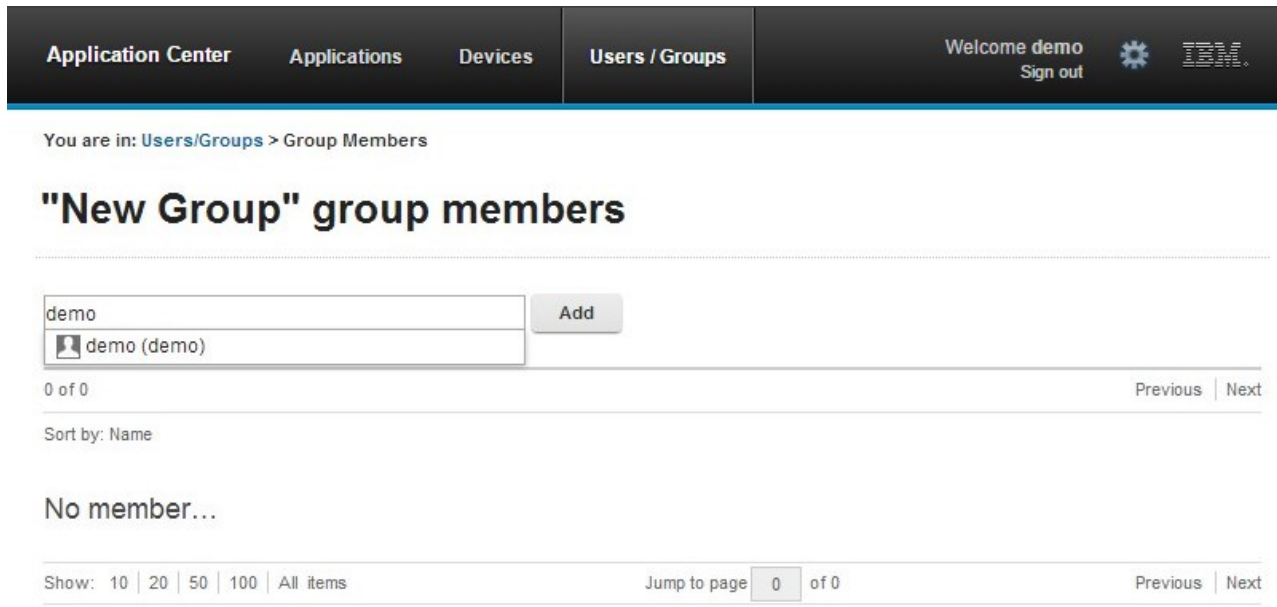 Application Center Applications Devices Users / Groups Welcome demo IBM.
Sign out
You are in: Users/Groups > Group Members
"New Group" group members
demo Add
demo (demo)
0 of 0 Previous Next
Sort by: Name
No member...
Show: 10 20 50 100 All items Jump to page 0 of 0 Previous Next